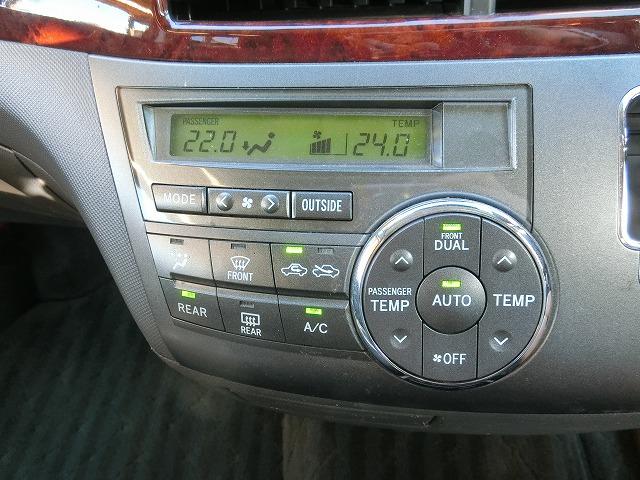 PASSENGER TEMP
22.0 24.0
MODE OUTSIDE
FRONT
DUAL
FRONT
PASSENGER
TEMP AUTO TEMP
REAR REAR A/C
OFF